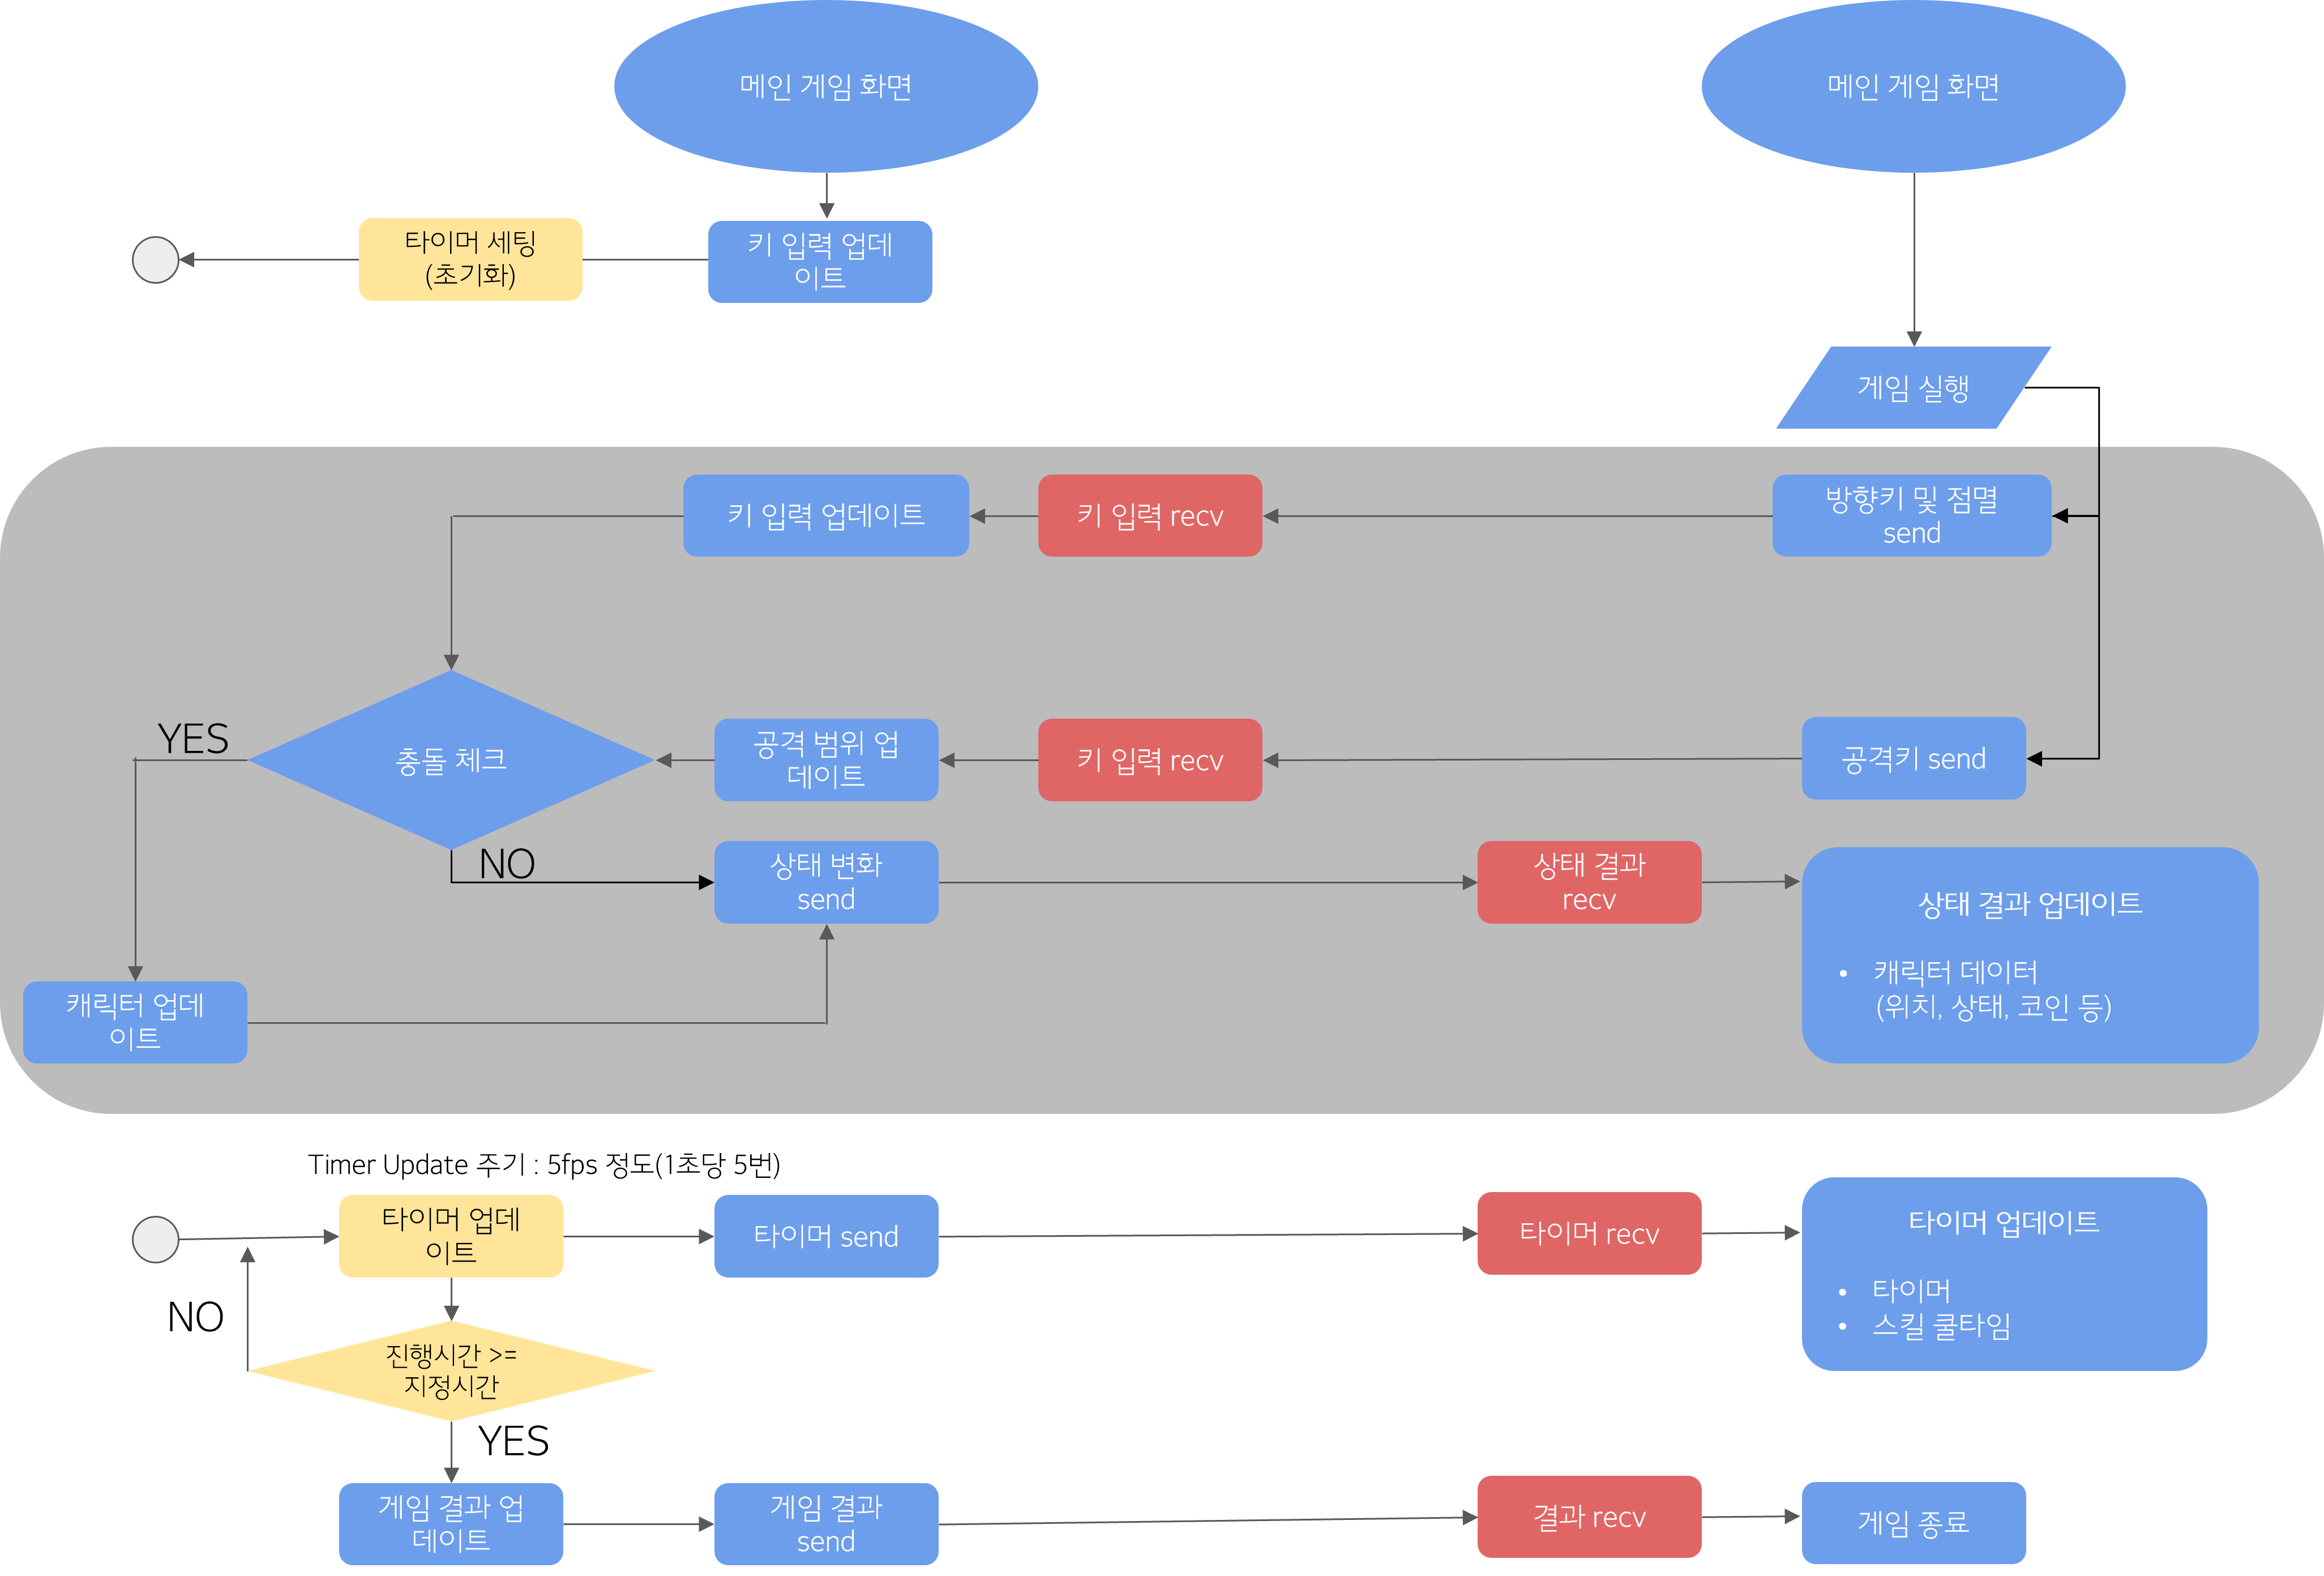 메인 게임 화면
메인 게임 화면
타이머 세팅
(초기화)
키 입력 업데
이트
게임 실행
키 입력 업데이트
키 입력 recv
방향키 및 점멸
send
YES
충돌 체크
공격 범위 업
데이트
키 입력 recv
공격키 send
NO
상태 변화
send
상태 결과
recv
상태 결과 업데이트
• 캐릭터 데이터
(위치, 상태, 코인 등)
캐릭터 업데
이트
Timer Update 주기 : 5fps 정도(1초당 5번)
타이머 업데
이트
타이머 send
타이머 recv
타이머 업데이트
• 타이머
• 스킬 쿨타임
NO
진행시간 >=
지정시간
YES
게임 결과 업
데이트
게임 결과
send
결과 recv
게임 종료